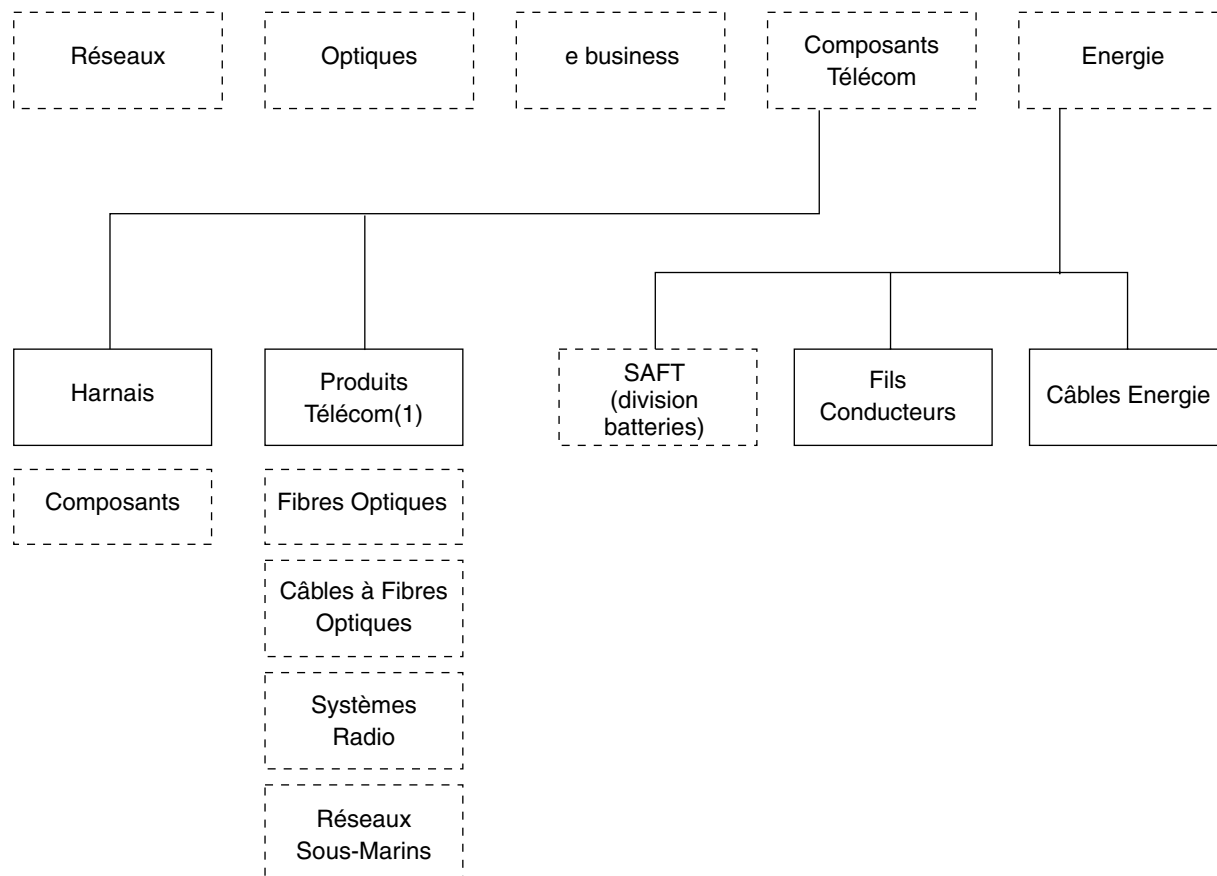 Réseaux
Optiques
e business
Composants
Télécom
Energie
Harnais
Produits
Télécom(1)
SAFT
(division
batteries)
Fils
Conducteurs
Câbles Energie
Composants
Fibres Optiques
Câbles à Fibres
Optiques
Systèmes
Radio
Réseaux
Sous-Marins